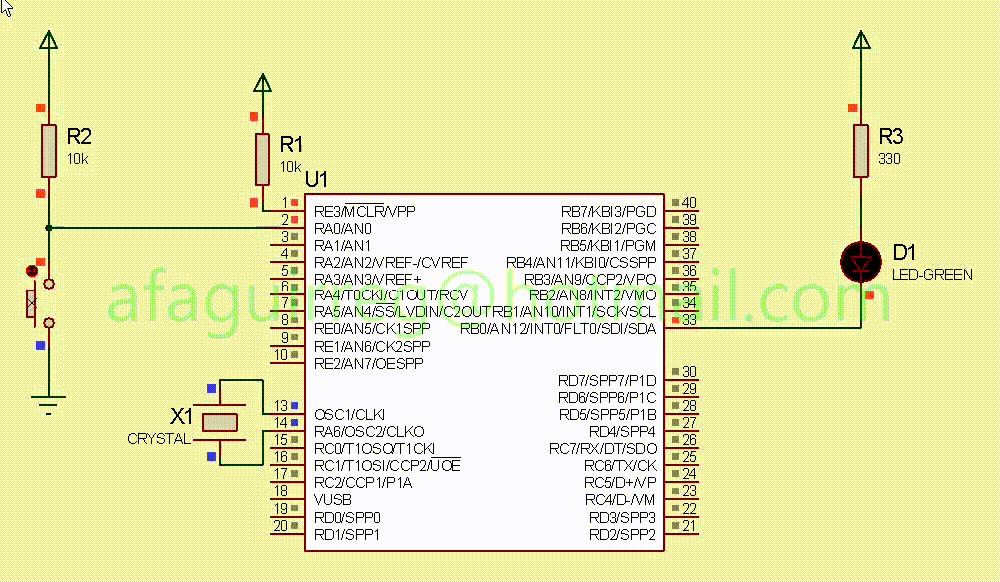 R2
10k
R1
10k
R3
330
U1
1 RE3/MCLR/VPP
2 RA0/AN0
3 RA1/AN1
4 RA2/AN2/VREF-/CVREF
5 RA3/AN3/VREF+
6 RA4/T0CKI/C1OUT/RCV
7 RA5/AN4/SS/LVDIN/C2OUT
8 RE0/AN5/CK1SPP
9 RE1/AN6/CK2SPP
10 RE2/AN7/OESPP
13 OSC1/CLKI
14 RA6/OSC2/CLKO
15 RC0/T1OSO/T1CKI
16 RC1/T1OSI/CCP2/UOE
17 RC2/CCP1/P1A
18 VUSB
19 RD0/SPP0
20 RD1/SPP1
RB7/KBI3/PGD 40
RB6/KBI2/PGC 39
RB5/KBI1/PGM 38
RB4/AN11/KBI0/CSSPP 37
RB3/AN9/CCP2/VPO 36
RB2/AN8/INT2/VMO 35
RB1/AN10/INT1/SCK/SCL 34
RB0/AN12/INT0/FLT0/SDI/SDA 33
RD7/SPP7/P1D 30
RD6/SPP6/P1C 29
RD5/SPP5/P1B 28
RD4/SPP4 27
RC7/RX/DT/SDO 26
RC6/TX/CK 25
RC5/D+/VP 24
RC4/D-/VM 23
RD3/SPP3 22
RD2/SPP2 21
D1
LED-GREEN
X1
CRYSTAL